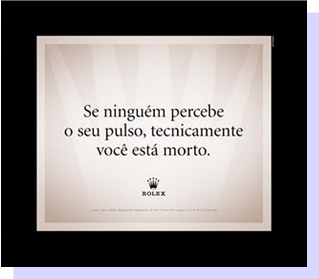 Se ninguém percebe
o seu pulso, tecnicamente
você está morto.
ROLEX